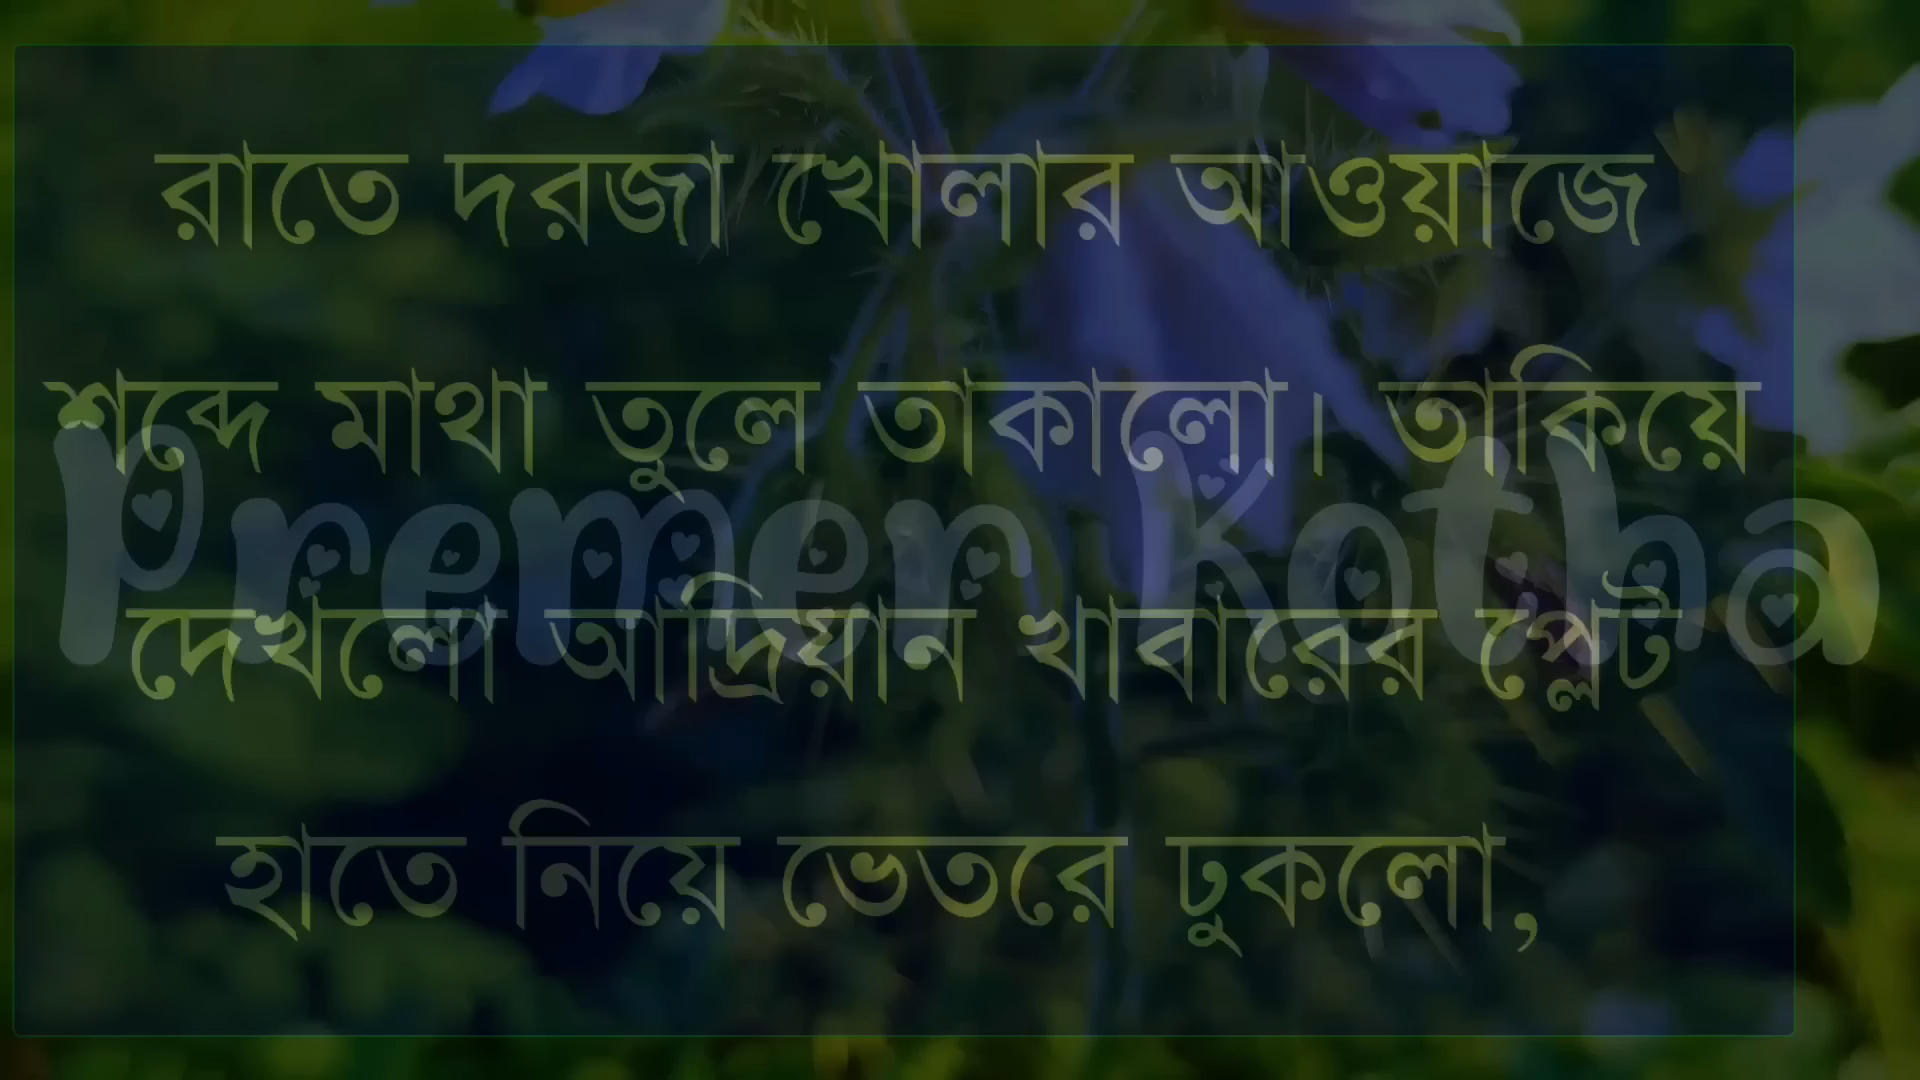 রাতে দরজা খোলার আওয়াজে
শব্দে মাথা তুলে তাকালো। তাকিয়ে
Premer Kotha
দেখলো আদ্রিয়ান খাবারের প্লেট
হাতে নিয়ে ভেতরে ঢুকলো,